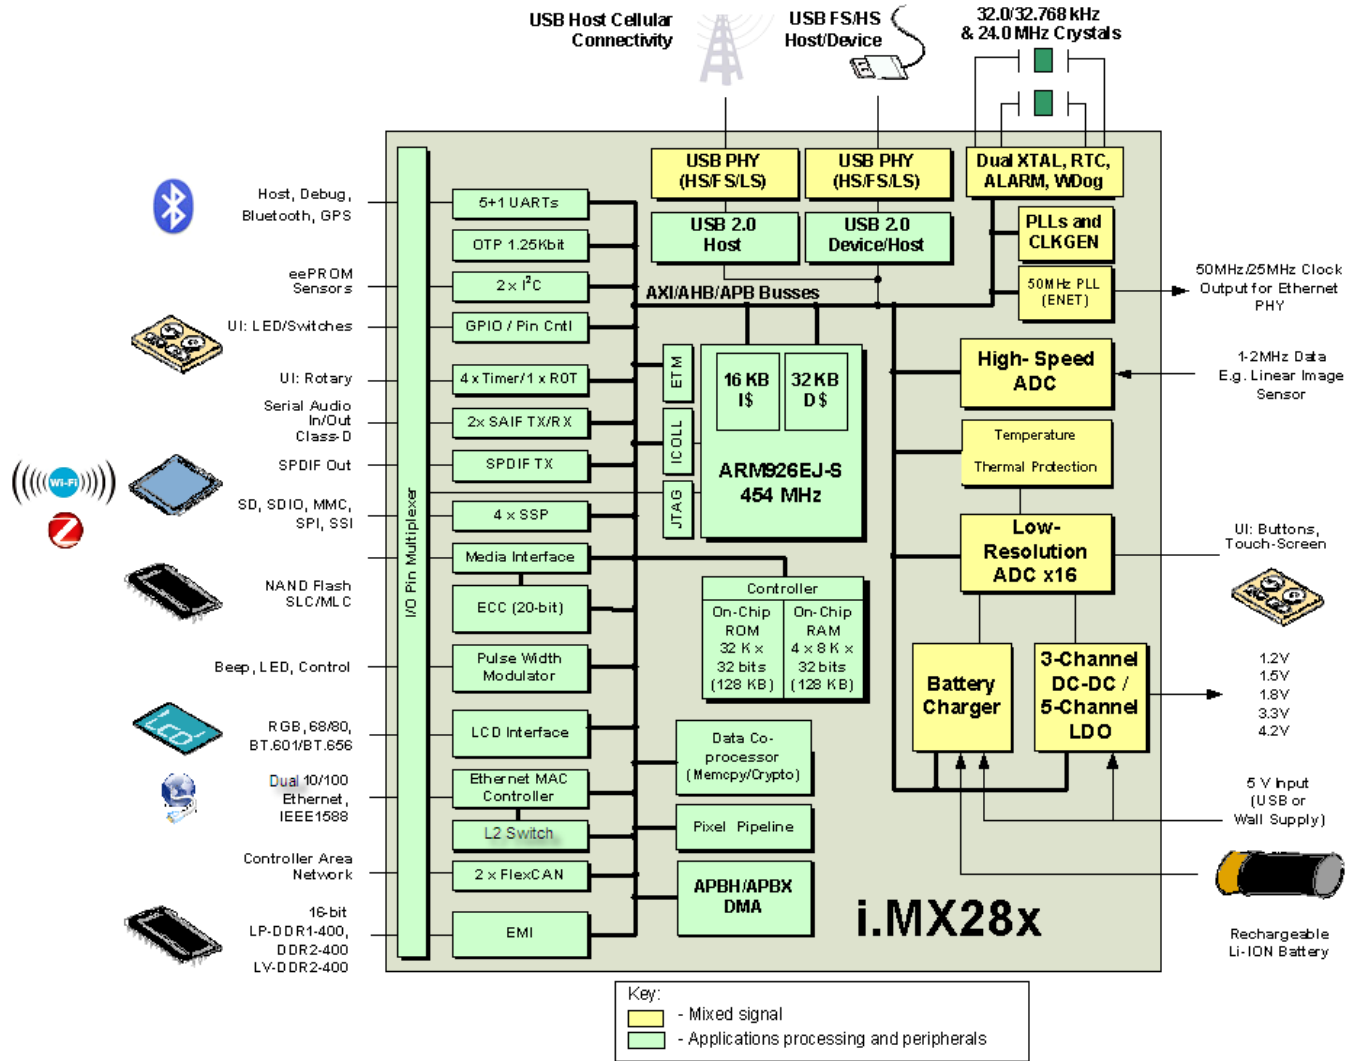 USB Host Cellular
Connectivity
USB FS/HS
Host/Device
32.0/32.768 kHz
& 24.0 MHz Crystals
USB PHY
(HS/FS/LS)
USB PHY
(HS/FS/LS)
Dual XTAL, RTC,
ALARM, WDog
USB 2.0
Host
USB 2.0
Device/Host
PLLs and
CLKGEN
50MHz PLL
(ENET)
50MHz/25MHz Clock
Output for Ethernet
PHY
AXI/AHB/APB Busses
Host, Debug,
Bluetooth, GPS
5+1 UARTs
OTP 1.25Kbit
eePROM
Sensors
2 x I²C
UI: LED/Switches
GPIO / Pin Cntl
UI: Rotary
4 x Timer/1 x ROT
Serial Audio
In/Out
Class-D
2x SAIF TX/RX
SPDIF Out
SPDIF TX
Wi-Fi
SD, SDIO, MMC,
SPI, SSI
4 x SSP
Media Interface
NAND Flash
SLC/MLC
ECC (20-bit)
Beep, LED, Control
Pulse Width
Modulator
lcd
RGB, 68/80,
BT.601/BT.656
LCD Interface
Dual 10/100
Ethernet,
IEEE1588
Ethernet MAC
Controller
L2 Switch
Controller Area
Network
2 x FlexCAN
16-bit
LP-DDR1-400,
DDR2-400
LV-DDR2-400
EMI
I/O Pin Multiplexer
ETM
ICOLL
JTAG
16 KB
I$
32 KB
D$
ARM926EJ-S
454 MHz
Controller
On-Chip
ROM
32 K x
32 bits
(128 KB)
On-Chip
RAM
4 x 8 K x
32 bits
(128 KB)
Data Co-
processor
(Memcpy/Crypto)
Pixel Pipeline
APBH/APBX
DMA
High- Speed
ADC
1-2MHz Data
E.g. Linear Image
Sensor
Temperature
Thermal Protection
Low-
Resolution
ADC x16
UI: Buttons,
Touch-Screen
Battery
Charger
3-Channel
DC-DC /
5-Channel
LDO
1.2V
1.5V
1.8V
3.3V
4.2V
5 V Input
(USB or
Wall Supply)
Rechargeable
Li-ION Battery
i.MX28x
Key:
- Mixed signal
- Applications processing and peripherals